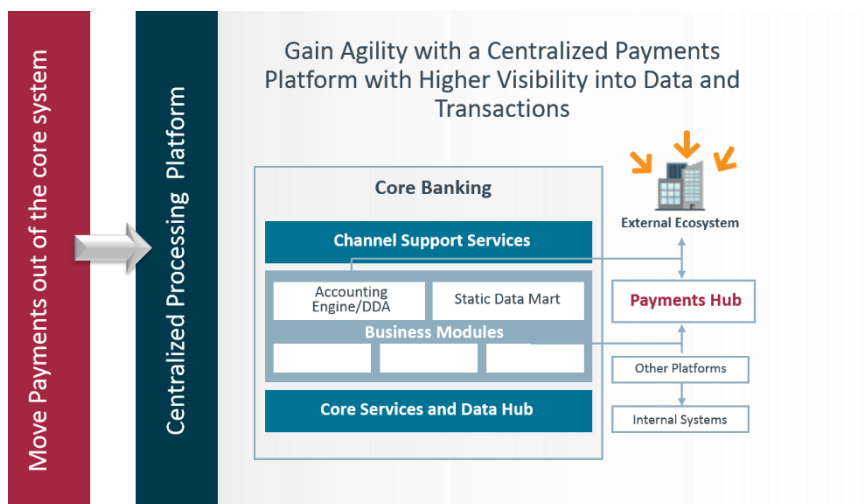 Move Payments out of the core system
Centralized Processing Platform
Gain Agility with a Centralized Payments
Platform with Higher Visibility into Data and
Transactions
Core Banking
Channel Support Services
Accounting
Engine/DDA
Static Data Mart
Business Modules
Core Services and Data Hub
External Ecosystem
Payments Hub
Other Platforms
Internal Systems